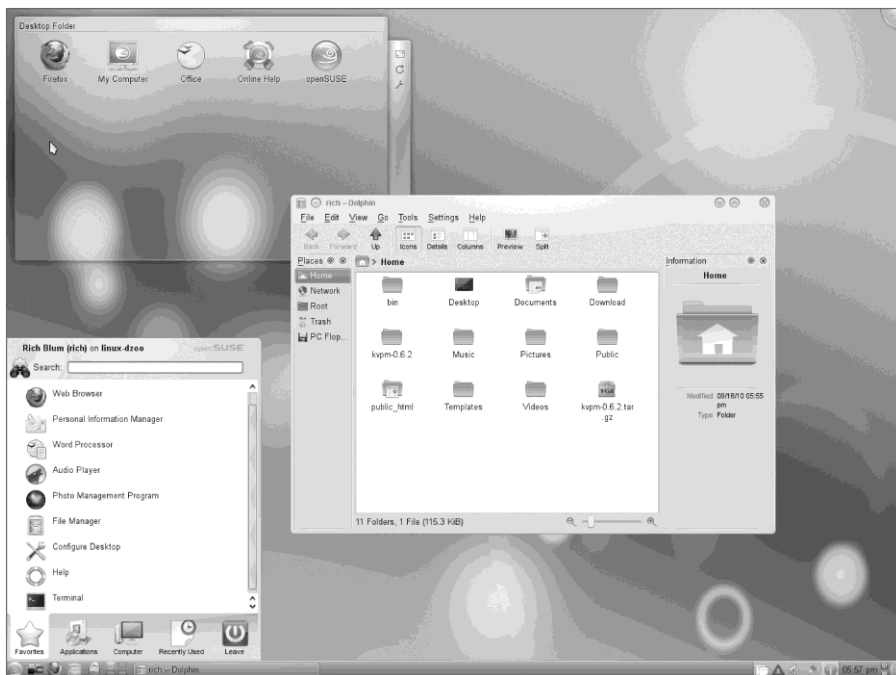 Desktop Folder
Firefox My Computer Office Online Help openSUSE
rich – Dolphin
File Edit View Go Tools Settings Help
Back Forward Up Icons Details Columns Preview Split
Places
Home
Network
Root
Trash
PC Flop...
> Home
bin Desktop Documents Download
kvpm-0.6.2 Music Pictures Public
public_html Templates Videos kvpm-0.6.2.tar
.gz
11 Folders, 1 File (115.3 KiB)
Information
Home
Modified: 09/18/10 05:55
pm
Type: Folder
Rich Blum (rich) on linux-dzoe openSUSE
Search:
Web Browser
Personal Information Manager
Word Processor
Audio Player
Photo Management Program
File Manager
Configure Desktop
Help
Terminal
Favorites Applications Computer Recently Used Leave
rich – Dolphin
05:57 pm